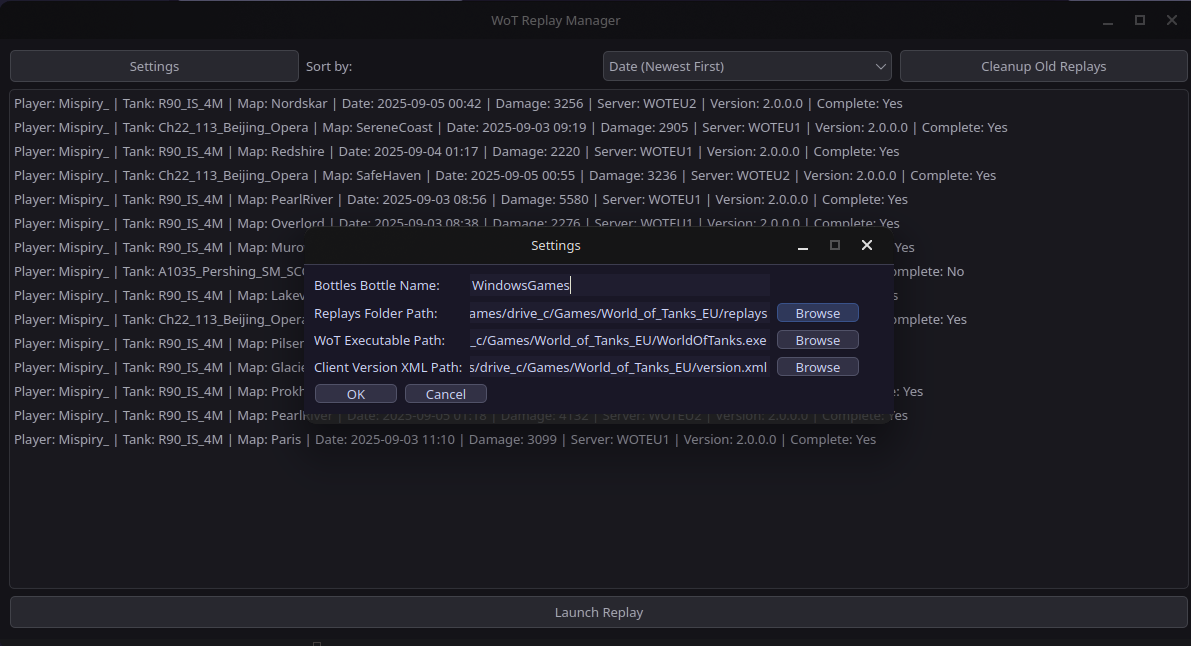 WoT Replay Manager
Settings Sort by: Date (Newest First) Cleanup Old Replays
Player: Mispiry_ | Tank: R90_IS_4M | Map: Nordskar | Date: 2025-09-05 00:42 | Damage: 3256 | Server: WOTEU2 | Version: 2.0.0.0 | Complete: Yes
Player: Mispiry_ | Tank: Ch22_113_Beijing_Opera | Map: SereneCoast | Date: 2025-09-03 09:19 | Damage: 2905 | Server: WOTEU1 | Version: 2.0.0.0 | Complete: Yes
Player: Mispiry_ | Tank: R90_IS_4M | Map: Redshire | Date: 2025-09-04 01:17 | Damage: 2220 | Server: WOTEU1 | Version: 2.0.0.0 | Complete: Yes
Player: Mispiry_ | Tank: Ch22_113_Beijing_Opera | Map: SafeHaven | Date: 2025-09-05 00:55 | Damage: 3236 | Server: WOTEU2 | Version: 2.0.0.0 | Complete: Yes
Player: Mispiry_ | Tank: R90_IS_4M | Map: PearlRiver | Date: 2025-09-03 08:56 | Damage: 5580 | Server: WOTEU1 | Version: 2.0.0.0 | Complete: Yes
Player: Mispiry_ | Tank: R90_IS_4M | Map: Overlord | Date: 2025-09-03 08:38 | Damage: 2276 | Server: WOTEU1 | Version: 2.0.0.0 | Complete: Yes
Player: Mispiry_ | Tank: R90_IS_4M | Map: Muro Yes
Player: Mispiry_ | Tank: A1035_Pershing_SM_SC omplete: No
Player: Mispiry_ | Tank: R90_IS_4M | Map: Lakev s
Player: Mispiry_ | Tank: Ch22_113_Beijing_Opera omplete: Yes
Player: Mispiry_ | Tank: R90_IS_4M | Map: Pilser
Player: Mispiry_ | Tank: R90_IS_4M | Map: Glacie
Player: Mispiry_ | Tank: R90_IS_4M | Map: Prokh : Yes
Player: Mispiry_ | Tank: R90_IS_4M | Map: PearlRiver | Date: 2025-09-05 01:18 | Damage: 4132 | Server: WOTEU2 | Version: 2.0.0.0 | Complete: Yes
Player: Mispiry_ | Tank: R90_IS_4M | Map: Paris | Date: 2025-09-03 11:10 | Damage: 3099 | Server: WOTEU1 | Version: 2.0.0.0 | Complete: Yes
Settings
Bottles Bottle Name: WindowsGames
Replays Folder Path: ames/drive_c/Games/World_of_Tanks_EU/replays Browse
WoT Executable Path: _c/Games/World_of_Tanks_EU/WorldOfTanks.exe Browse
Client Version XML Path: s/drive_c/Games/World_of_Tanks_EU/version.xml Browse
OK Cancel
Launch Replay